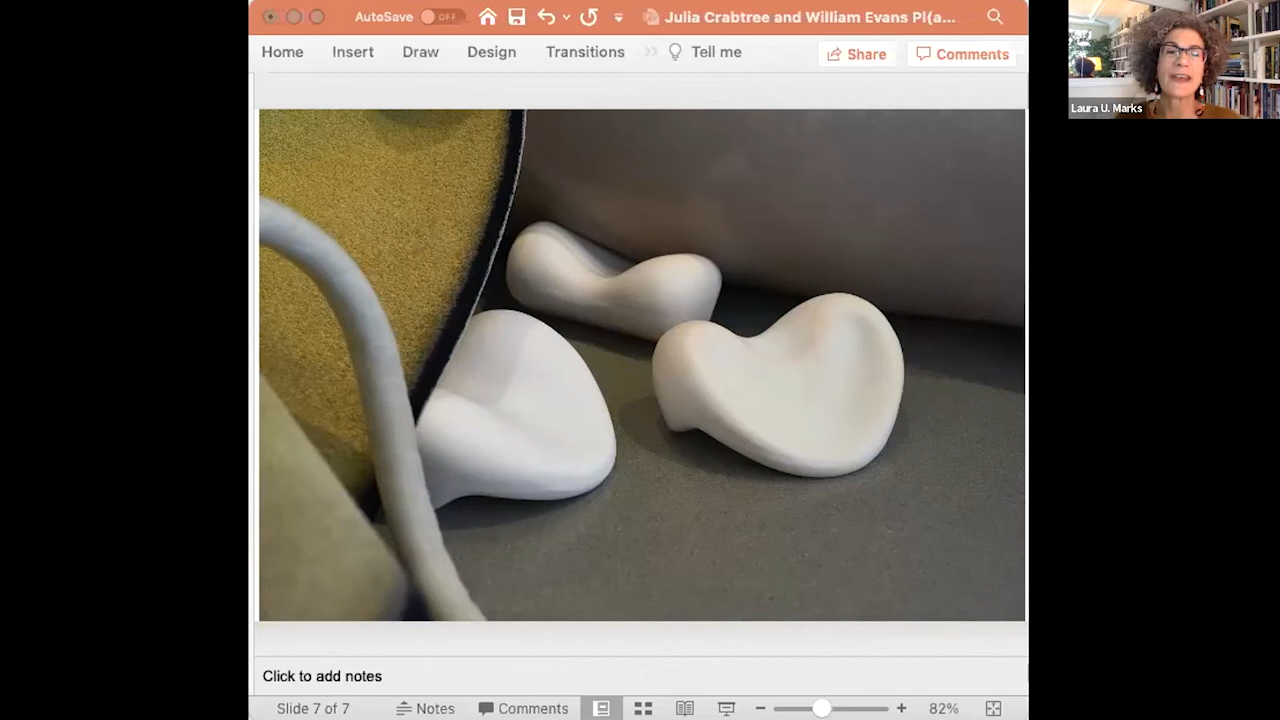 AutoSave OFF
Julia Crabtree and William Evans Pl(a...
Home Insert Draw Design Transitions Tell me Share Comments
Laura U. Marks
Click to add notes
Slide 7 of 7 Notes Comments 82%